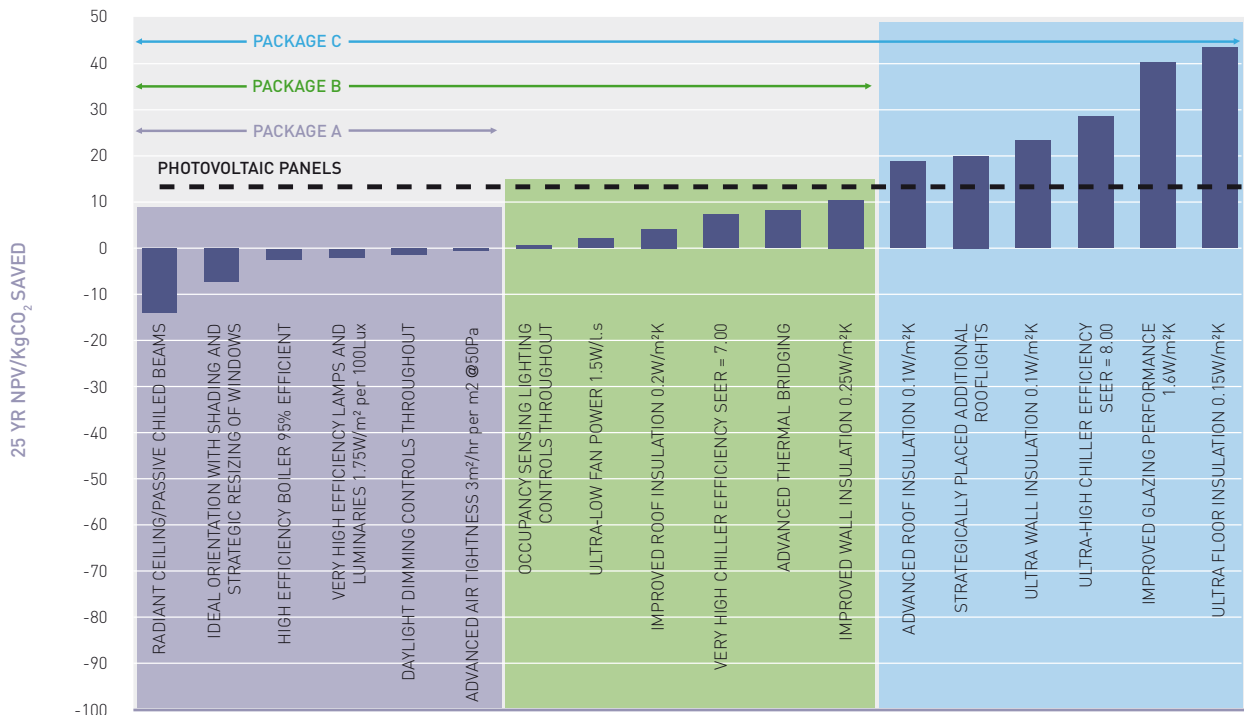 50
40
30
20
10
0
-10
-20
-30
-40
-50
-60
-70
-80
-90
-100
25 YR NPV/KgCO₂ SAVED
PACKAGE C
PACKAGE B
PACKAGE A
PHOTOVOLTAIC PANELS
RADIANT CEILING/PASSIVE CHILED BEAMS
IDEAL ORIENTATION WITH SHADING AND
STRATEGIC RESIZING OF WINDOWS
HIGH EFFICIENCY BOILER 95% EFFICIENT
VERY HIGH EFFICIENCY LAMPS AND
LUMINARIES 1.75W/m² per 100Lux
DAYLIGHT DIMMING CONTROLS THROUGHOUT
ADVANCED AIR TIGHTNESS 3m²/hr per m2 @50Pa
OCCUPANCY SENSING LIGHTING
CONTROLS THROUGHOUT
ULTRA-LOW FAN POWER 1.5W/l.s
IMPROVED ROOF INSULATION 0.2W/m²K
VERY HIGH CHILLER EFFICIENCY SEER = 7.00
ADVANCED THERMAL BRIDGING
IMPROVED WALL INSULATION 0.25W/m²K
ADVANCED ROOF INSULATION 0.1W/m²K
STRATEGICALLY PLACED ADDITIONAL
ROOFLIGHTS
ULTRA WALL INSULATION 0.1W/m²K
ULTRA-HIGH CHILLER EFFICIENCY
SEER = 8.00
IMPROVED GLAZING PERFORMANCE
1.6W/m²K
ULTRA FLOOR INSULATION 0.15W/m²K